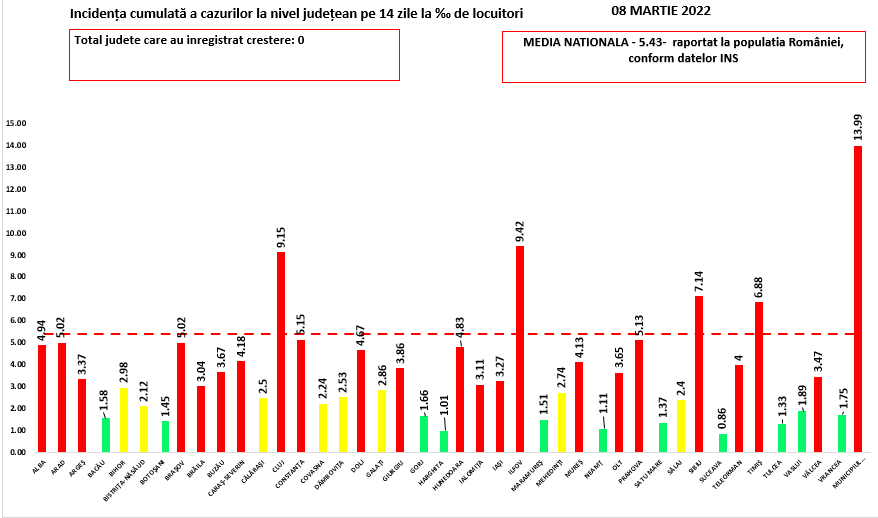 Incidența cumulată a cazurilor la nivel județean pe 14 zile la ‰ de locuitori
08 MARTIE 2022
Total judete care au inregistrat crestere: 0
MEDIA NATIONALA - 5.43- raportat la populatia României,
conform datelor INS
15.00
14.00
13.00
12.00
11.00
10.00
9.00
8.00
7.00
6.00
5.00
4.00
3.00
2.00
1.00
0.00
4.94
5.02
3.37
1.58
2.98
2.12
1.45
5.02
3.04
3.67
4.18
2.5
9.15
5.15
2.24
2.53
4.67
2.86
3.86
1.66
1.01
4.83
3.11
3.27
9.42
1.51
2.74
4.13
1.11
3.65
5.13
1.37
2.4
7.14
0.86
4
6.88
1.33
1.89
3.47
1.75
13.99
ALBA
ARAD
ARGEȘ
BACĂU
BIHOR
BISTRIȚA-NĂSĂUD
BOTOȘANI
BRAȘOV
BRĂILA
BUZĂU
CARAȘ-SEVERIN
CĂLĂRAȘI
CLUJ
CONSTANȚA
COVASNA
DÂMBOVIȚA
DOLJ
GALAȚI
GIURGIU
GORJ
HARGHITA
HUNEDOARA
IALOMIȚA
IAȘI
ILFOV
MARAMUREȘ
MEHEDINȚI
MUREȘ
NEAMȚ
OLT
PRAHOVA
SATU MARE
SĂLAJ
SIBIU
SUCEAVA
TELEORMAN
TIMIȘ
TULCEA
VASLUI
VÂLCEA
VRANCEA
MUNICIPIUL...